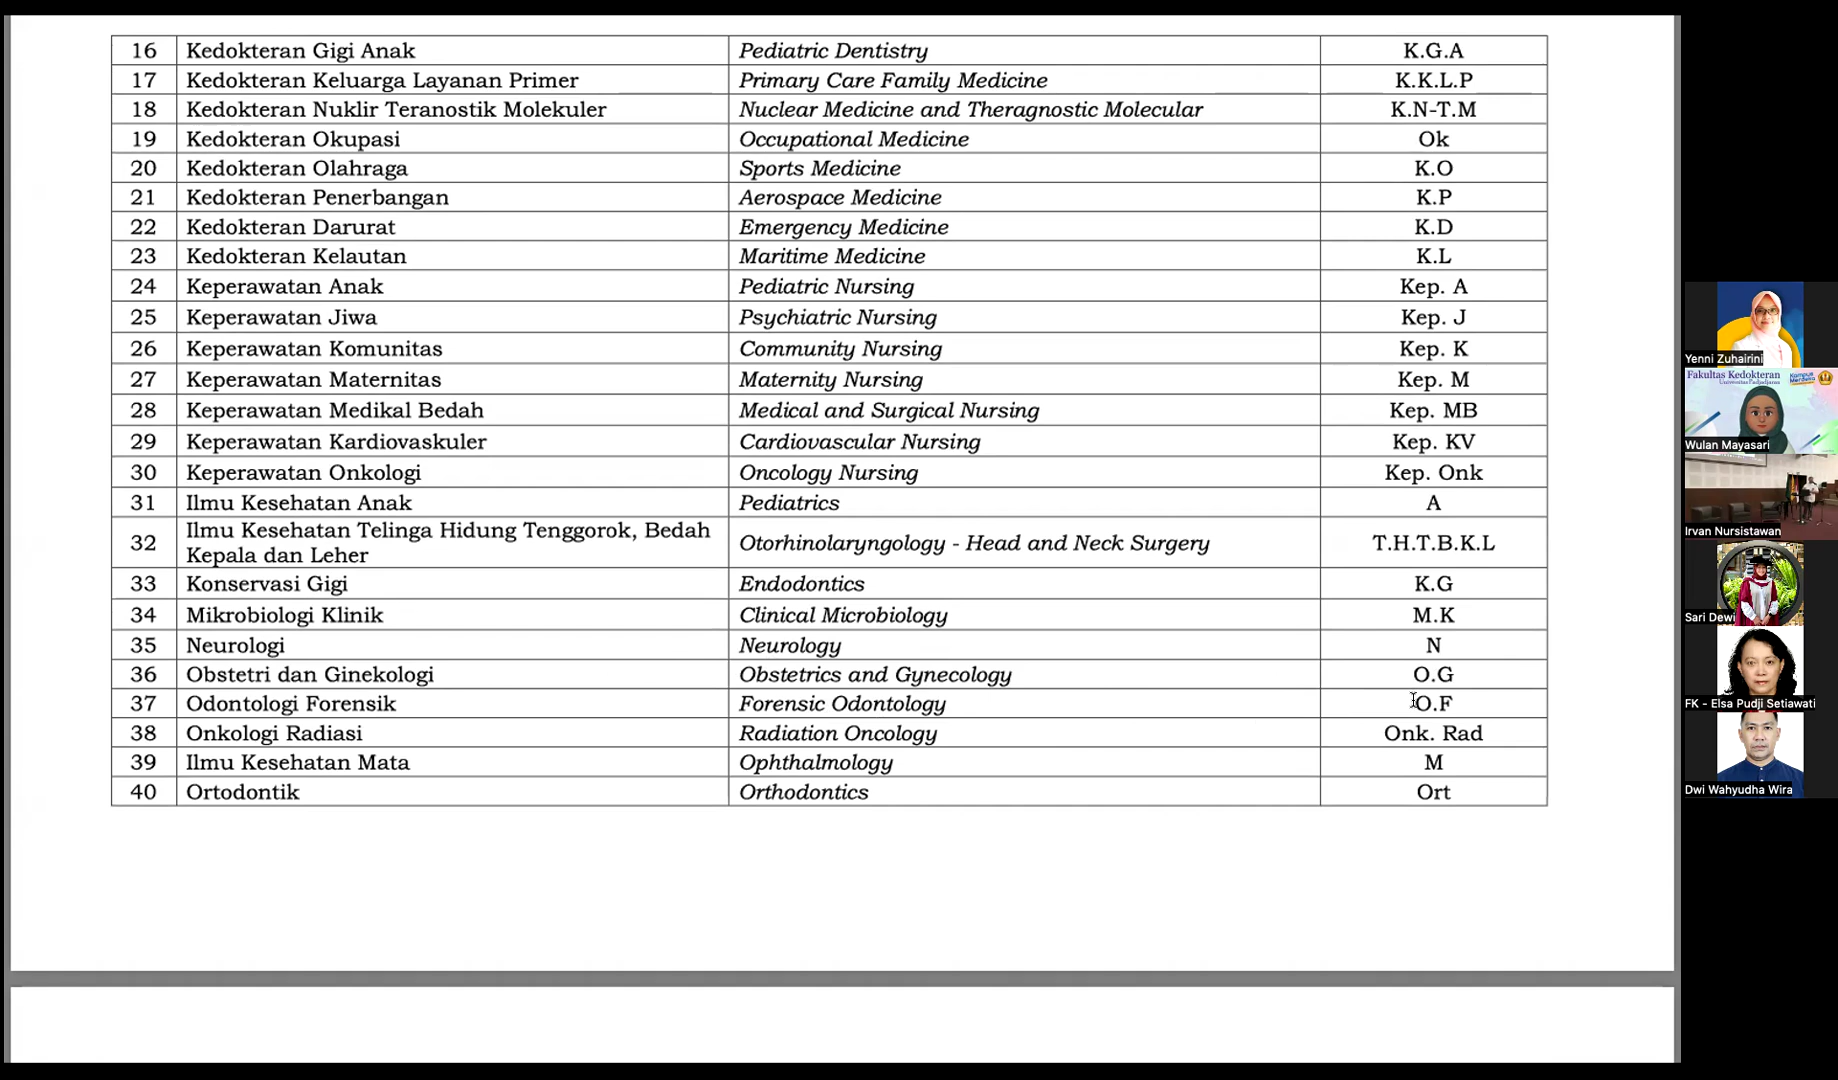 16 Kedokteran Gigi Anak Pediatric Dentistry K.G.A
17 Kedokteran Keluarga Layanan Primer Primary Care Family Medicine K.K.L.P
18 Kedokteran Nuklir Teranostik Molekuler Nuclear Medicine and Theragnostic Molecular K.N-T.M
19 Kedokteran Okupasi Occupational Medicine Ok
20 Kedokteran Olahraga Sports Medicine K.O
21 Kedokteran Penerbangan Aerospace Medicine K.P
22 Kedokteran Darurat Emergency Medicine K.D
23 Kedokteran Kelautan Maritime Medicine K.L
24 Keperawatan Anak Pediatric Nursing Kep. A
25 Keperawatan Jiwa Psychiatric Nursing Kep. J
26 Keperawatan Komunitas Community Nursing Kep. K
27 Keperawatan Maternitas Maternity Nursing Kep. M
28 Keperawatan Medikal Bedah Medical and Surgical Nursing Kep. MB
29 Keperawatan Kardiovaskuler Cardiovascular Nursing Kep. KV
30 Keperawatan Onkologi Oncology Nursing Kep. Onk
31 Ilmu Kesehatan Anak Pediatrics A
32 Ilmu Kesehatan Telinga Hidung Tenggorok, Bedah
Kepala dan Leher Otorhinolaryngology - Head and Neck Surgery T.H.T.B.K.L
33 Konservasi Gigi Endodontics K.G
34 Mikrobiologi Klinik Clinical Microbiology M.K
35 Neurologi Neurology N
36 Obstetri dan Ginekologi Obstetrics and Gynecology O.G
37 Odontologi Forensik Forensic Odontology O.F
38 Onkologi Radiasi Radiation Oncology Onk. Rad
39 Ilmu Kesehatan Mata Ophthalmology M
40 Ortodontik Orthodontics Ort
Yenni Zuhairini
Fakultas Kedokteran
Universitas Padjadjaran
Kampus
Merdeka
Wulan Mayasari
Irvan Nursistawan
Sari Dewi
FK - Elsa Pudji Setiawati
Dwi Wahyudha Wira